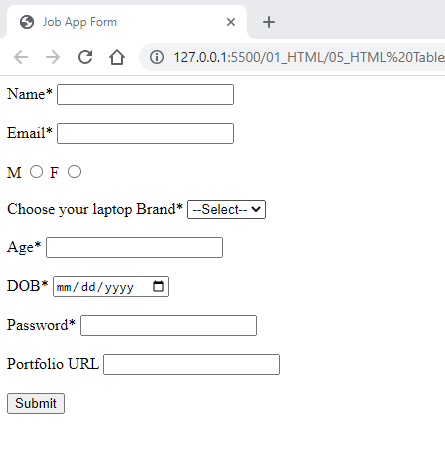 Job App Form
127.0.0.1:5500/01_HTML/05_HTML%20Table
Name*
Email*
M F
Choose your laptop Brand* --Select--
Age*
DOB* mm/dd/yyyy
Password*
Portfolio URL
Submit